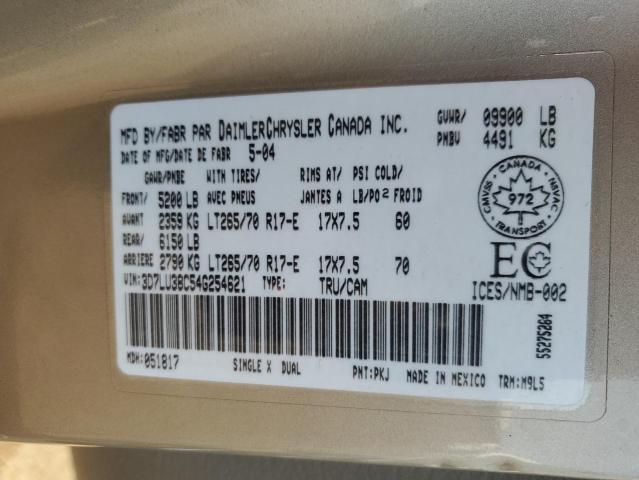 MFD BY/FABR PAR DAIMLERCHRYSLER CANADA INC.
GVWR/ 09900 LB
PNBV 4491 KG
DATE OF MFG/DATE DE FABR 5-04
GAWR/PNBE WITH TIRES/ RIMS AT/ PSI COLD/
FRONT/ 5200 LB AVEC PNEUS JANTES A LB/PO2 FROID
AVANT 2359 KG LT265/70 R17-E 17X7.5 60
REAR/ 6150 LB
ARRIERE 2790 KG LT265/70 R17-E 17X7.5 70
VIN:3D7LU38C54G254621 TYPE: TRU/CAM
CANADA
CMVSS NSVAC
972
TRANSPORT
EC
ICES/NMB-002
55275284
MDH:051817 SINGLE X DUAL PNT:PKJ MADE IN MEXICO TRM:M9L5